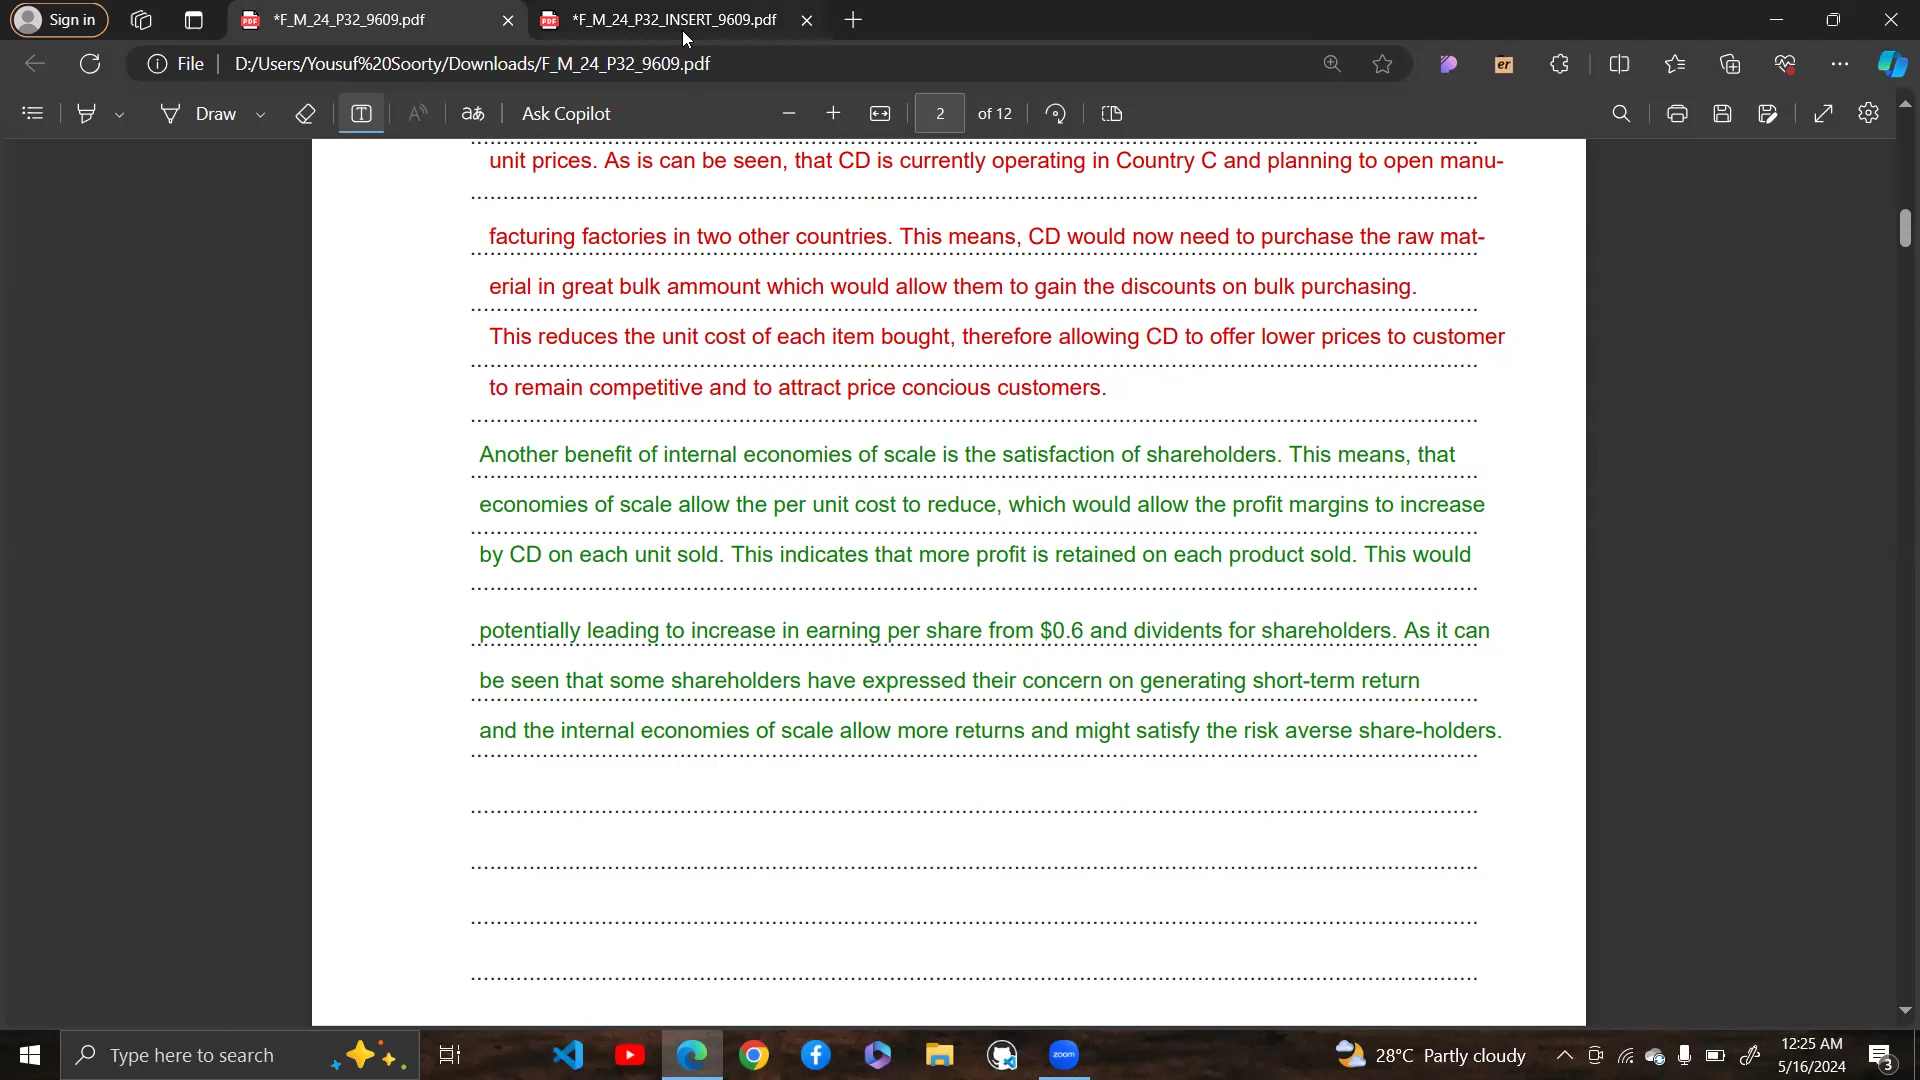 Sign in
*F_M_24_P32_9609.pdf
*F_M_24_P32_INSERT_9609.pdf
File
D:/Users/Yousuf%20Soorty/Downloads/F_M_24_P32_9609.pdf
er
Draw
T
aあ
Ask Copilot
2 of 12
unit prices. As is can be seen, that CD is currently operating in Country C and planning to open manu-
facturing factories in two other countries. This means, CD would now need to purchase the raw mat-
erial in great bulk ammount which would allow them to gain the discounts on bulk purchasing.
This reduces the unit cost of each item bought, therefore allowing CD to offer lower prices to customer
to remain competitive and to attract price concious customers.
Another benefit of internal economies of scale is the satisfaction of shareholders. This means, that
economies of scale allow the per unit cost to reduce, which would allow the profit margins to increase
by CD on each unit sold. This indicates that more profit is retained on each product sold. This would
potentially leading to increase in earning per share from $0.6 and dividents for shareholders. As it can
be seen that some shareholders have expressed their concern on generating short-term return
and the internal economies of scale allow more returns and might satisfy the risk averse share-holders.
Type here to search
zoom
28°C Partly cloudy
12:25 AM
5/16/2024
3